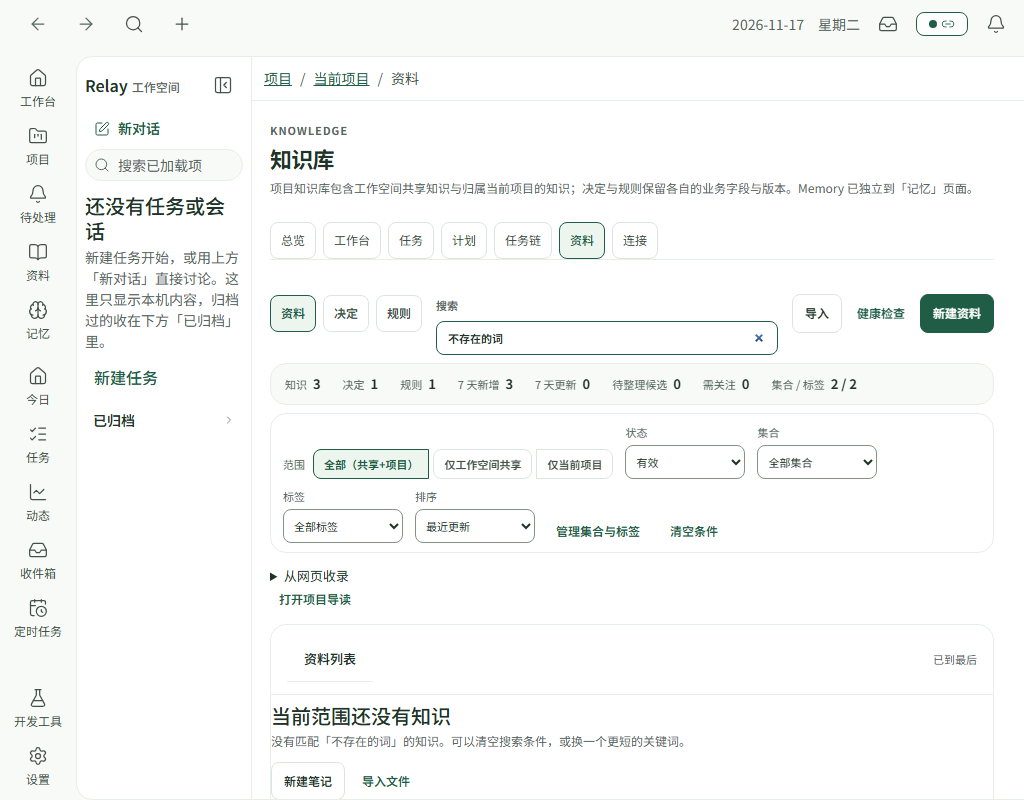 2026-11-17 星期二
工作台
项目
待处理
资料
记忆
今日
任务
动态
收件箱
定时任务
开发工具
设置
Relay 工作空间
新对话
搜索已加载项
还没有任务或会
话
新建任务开始，或用上方
「新对话」直接讨论。这
里只显示本机内容，归档
过的收在下方「已归档」
里。
新建任务
已归档
项目 / 当前项目 / 资料
KNOWLEDGE
知识库
项目知识库包含工作空间共享知识与归属当前项目的知识；决定与规则保留各自的业务字段与版本。Memory 已独立到「记忆」页面。
总览 工作台 任务 计划 任务链 资料 连接
资料 决定 规则
搜索
不存在的词
导入 健康检查 新建资料
知识 3 决定 1 规则 1 7 天新增 3 7 天更新 0 待整理候选 0 需关注 0 集合 / 标签 2 / 2
范围 全部（共享+项目） 仅工作空间共享 仅当前项目
状态
有效
集合
全部集合
标签
全部标签
排序
最近更新
管理集合与标签 清空条件
从网页收录
打开项目导读
资料列表
已到最后
当前范围还没有知识
没有匹配「不存在的词」的知识。可以清空搜索条件，或换一个更短的关键词。
新建笔记 导入文件